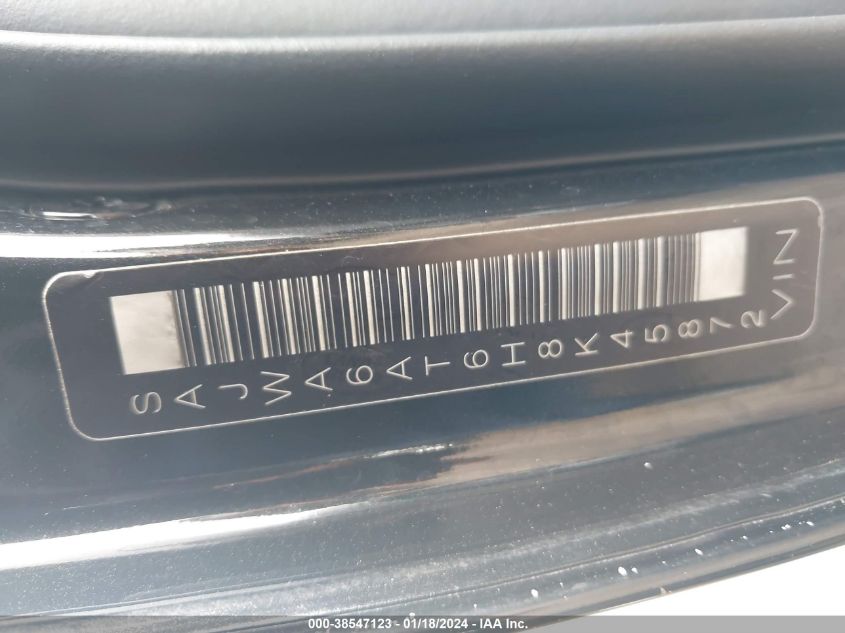 SAJWA6AT6H8K45872
VIN
000-38547123 - 01/18/2024 - IAA Inc.